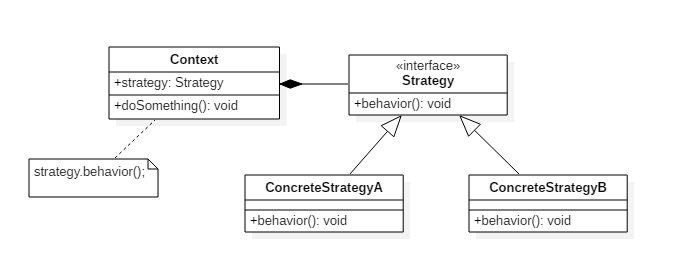 Context
+strategy: Strategy
+doSomething(): void
«interface»
Strategy
+behavior(): void
strategy.behavior();
ConcreteStrategyA
+behavior(): void
ConcreteStrategyB
+behavior(): void